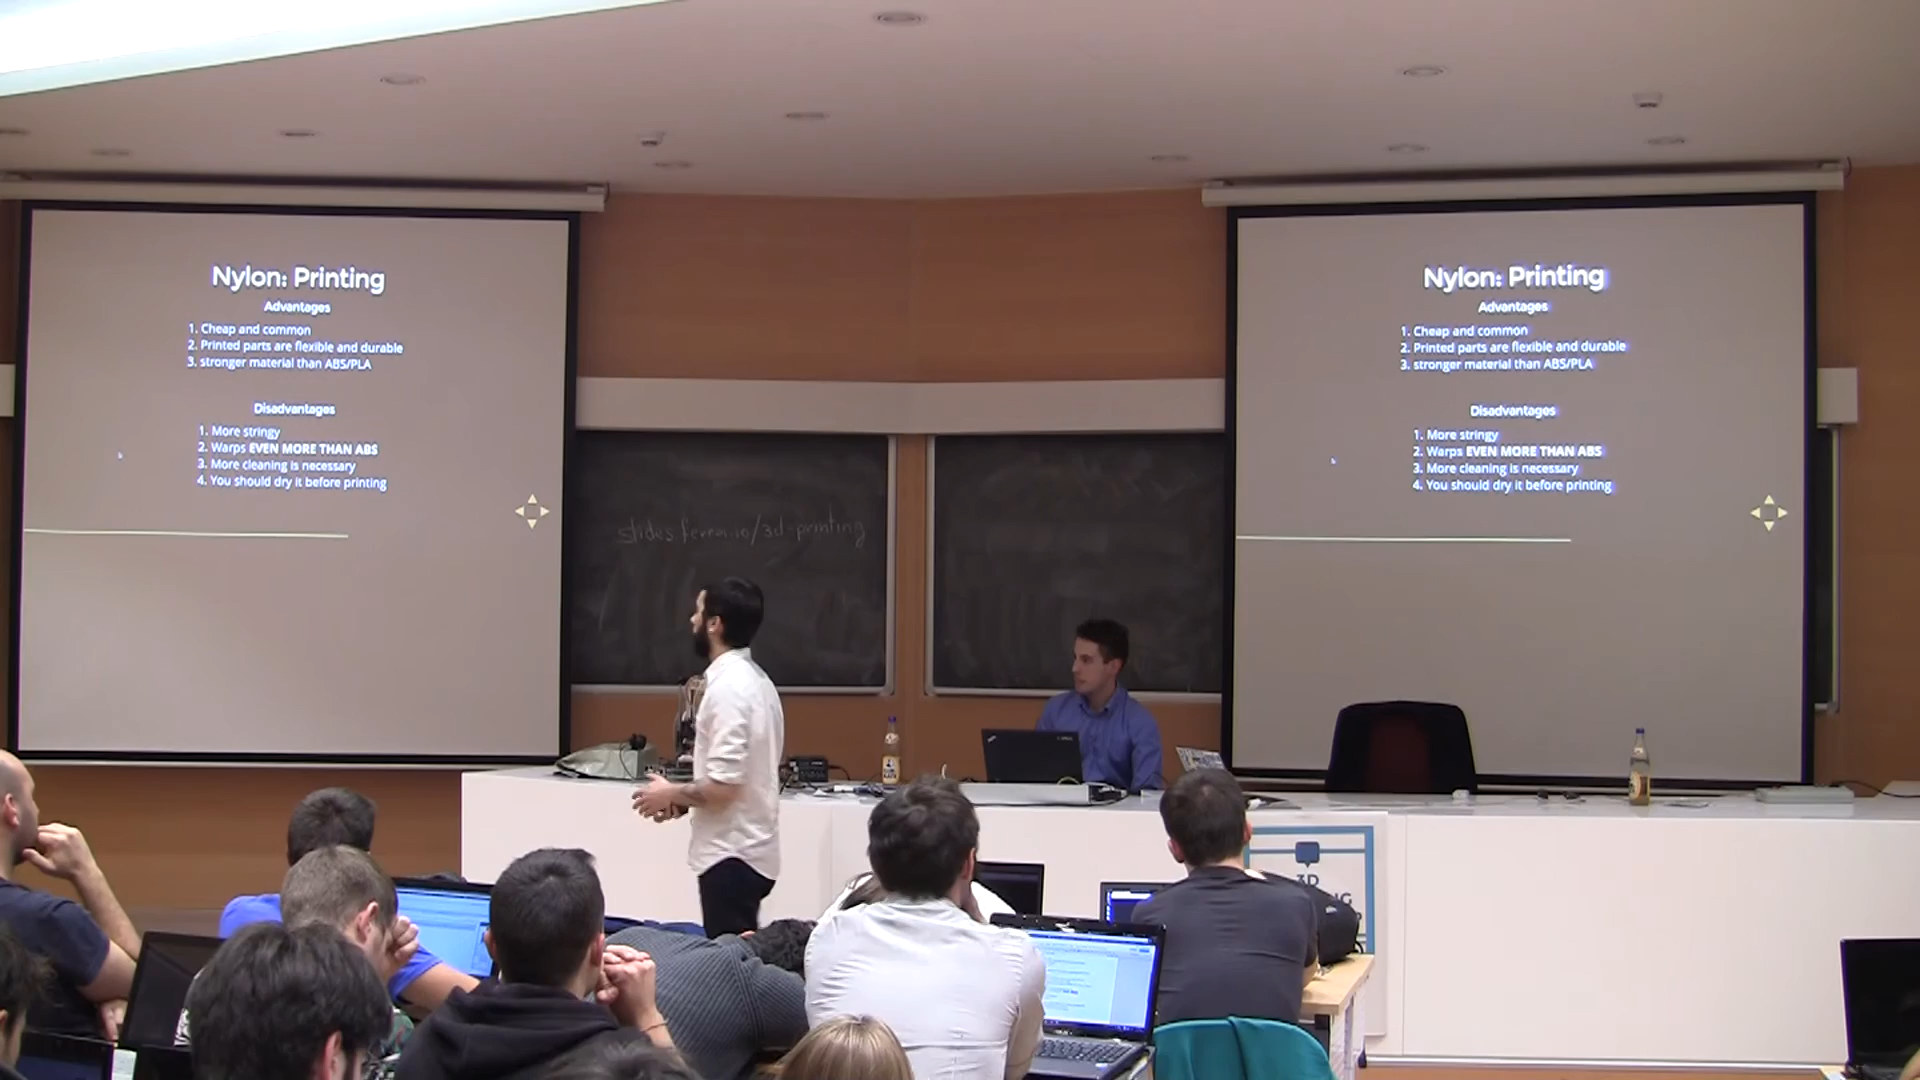 Nylon: Printing
Advantages
1. Cheap and common
2. Printed parts are flexible and durable
3. stronger material than ABS/PLA
Disadvantages
1. More stringy
2. Warps EVEN MORE THAN ABS
3. More cleaning is necessary
4. You should dry it before printing
slides.ferrei.io/3d-printing
Nylon: Printing
Advantages
1. Cheap and common
2. Printed parts are flexible and durable
3. stronger material than ABS/PLA
Disadvantages
1. More stringy
2. Warps EVEN MORE THAN ABS
3. More cleaning is necessary
4. You should dry it before printing
3D